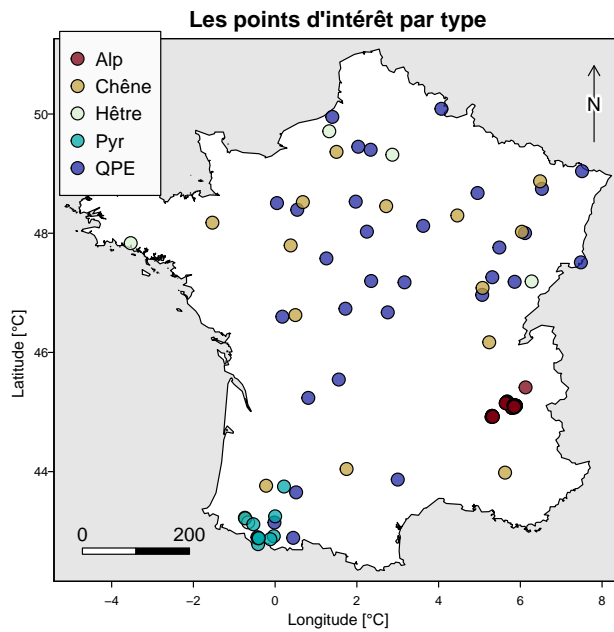 Les points d'intérêt par type
Alp
Chêne
Hêtre
Pyr
QPE
N
50
48
46
44
Latitude [°C]
0 200
−4 −2 0 2 4 6 8
Longitude [°C]